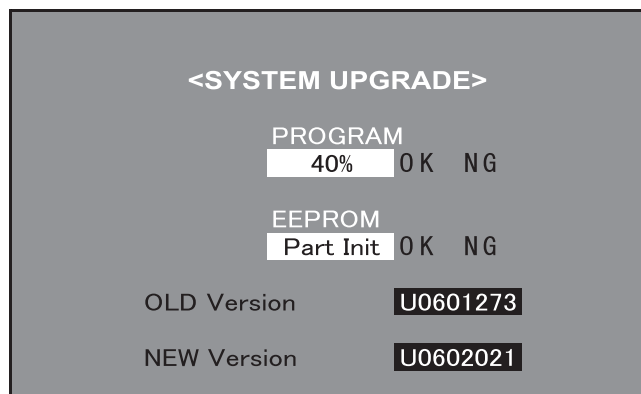 <SYSTEM UPGRADE>
PROGRAM
40% OK NG
EEPROM
Part Init OK NG
OLD Version U0601273
NEW Version U0602021